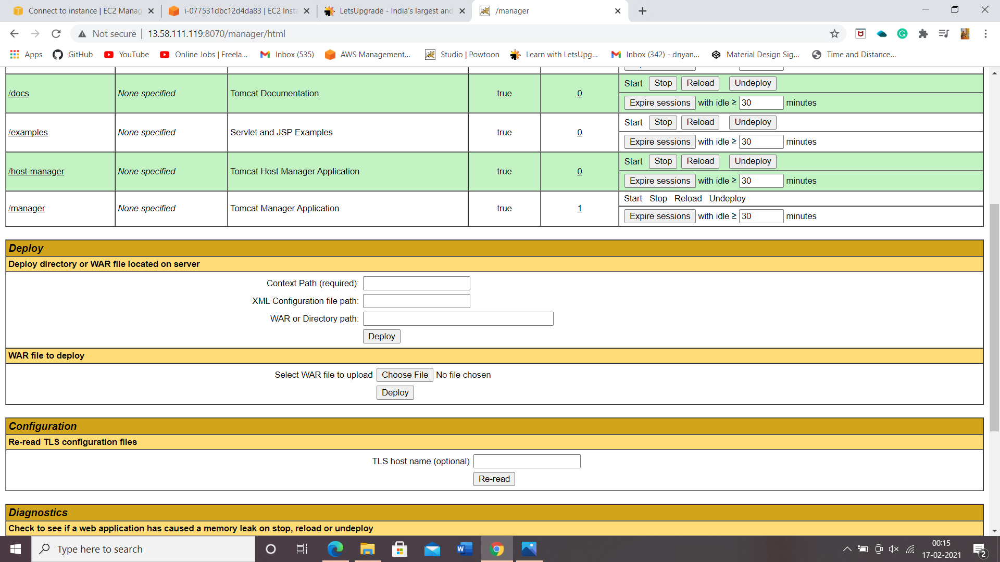 Connect to instance | EC2 Manag
i-077531dbc12d4da83 | EC2 Insta
LetsUpgrade - India's largest and
/manager
Not secure | 13.58.111.119:8070/manager/html
Apps GitHub YouTube Online Jobs | Freela... Inbox (535) AWS Management... Studio | Powtoon Learn with LetsUpg... Inbox (342) - dnyan... Material Design Sig... Time and Distance...
/docs None specified Tomcat Documentation true 0 Start Stop Reload Undeploy
Expire sessions with idle ≥ 30 minutes
/examples None specified Servlet and JSP Examples true 0 Start Stop Reload Undeploy
Expire sessions with idle ≥ 30 minutes
/host-manager None specified Tomcat Host Manager Application true 0 Start Stop Reload Undeploy
Expire sessions with idle ≥ 30 minutes
/manager None specified Tomcat Manager Application true 1 Start Stop Reload Undeploy
Expire sessions with idle ≥ 30 minutes
Deploy
Deploy directory or WAR file located on server
Context Path (required):
XML Configuration file path:
WAR or Directory path:
Deploy
WAR file to deploy
Select WAR file to upload Choose File No file chosen
Deploy
Configuration
Re-read TLS configuration files
TLS host name (optional)
Re-read
Diagnostics
Check to see if a web application has caused a memory leak on stop, reload or undeploy
Type here to search
00:15
17-02-2021
2